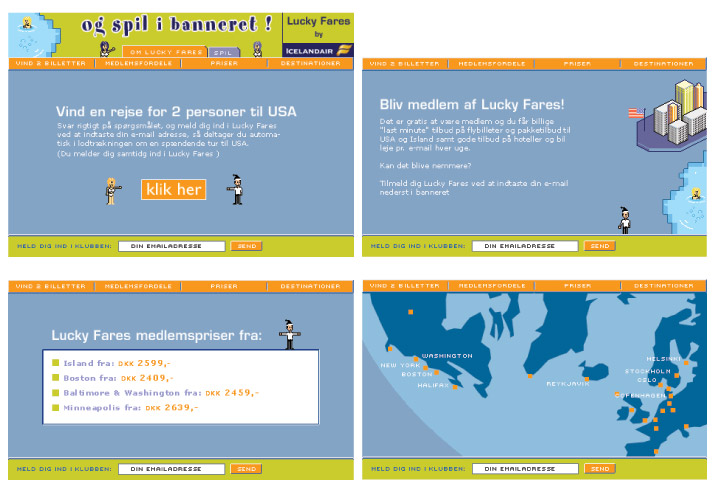 og spil i banneret !
Lucky Fares
by
ICELANDAIR
OM LUCKY FARES
SPIL
VIND 2 BILLETTER
MEDLEMSFORDELE
PRISER
DESTINATIONER
Vind en rejse for 2 personer til USA
Svar rigtigt på spørgsmålet, og meld dig ind i Lucky Fares
ved at indtaste din e-mail adresse, så deltager du automa-
tisk i lodtrækningen om en spændende tur til USA.
(Du melder dig samtidig ind i Lucky Fares )
klik her
MELD DIG IND I KLUBBEN:
DIN EMAILADRESSE
SEND
VIND 2 BILLETTER
MEDLEMSFORDELE
PRISER
DESTINATIONER
Bliv medlem af Lucky Fares!
Det er gratis at være medlem og du får billige
"last minute" tilbud på flybilleter og pakketilbud til
USA og Island samt gode tilbud på hoteller og bil
leje pr. e-mail hver uge.
Kan det blive nemmere?
Tilmeld dig Lucky Fares ved at indtaste din e-mail
nederst i banneret
MELD DIG IND I KLUBBEN:
DIN EMAILADRESSE
SEND
VIND 2 BILLETTER
MEDLEMSFORDELE
PRISER
DESTINATIONER
Lucky Fares medlemspriser fra:
Island fra: DKK 2599,-
Boston fra: DKK 2489,-
Baltimore & Washington fra: DKK 2459,-
Minneapolis fra: DKK 2639,-
MELD DIG IND I KLUBBEN:
DIN EMAILADRESSE
SEND
VIND 2 BILLETTER
MEDLEMSFORDELE
PRISER
DESTINATIONER
WASHINGTON
NEW YORK
BOSTON
HALIFAX
REYKJAVIK
HELSINKI
STOCKHOLM
OSLO
COPENHAGEN
MELD DIG IND I KLUBBEN:
DIN EMAILADRESSE
SEND